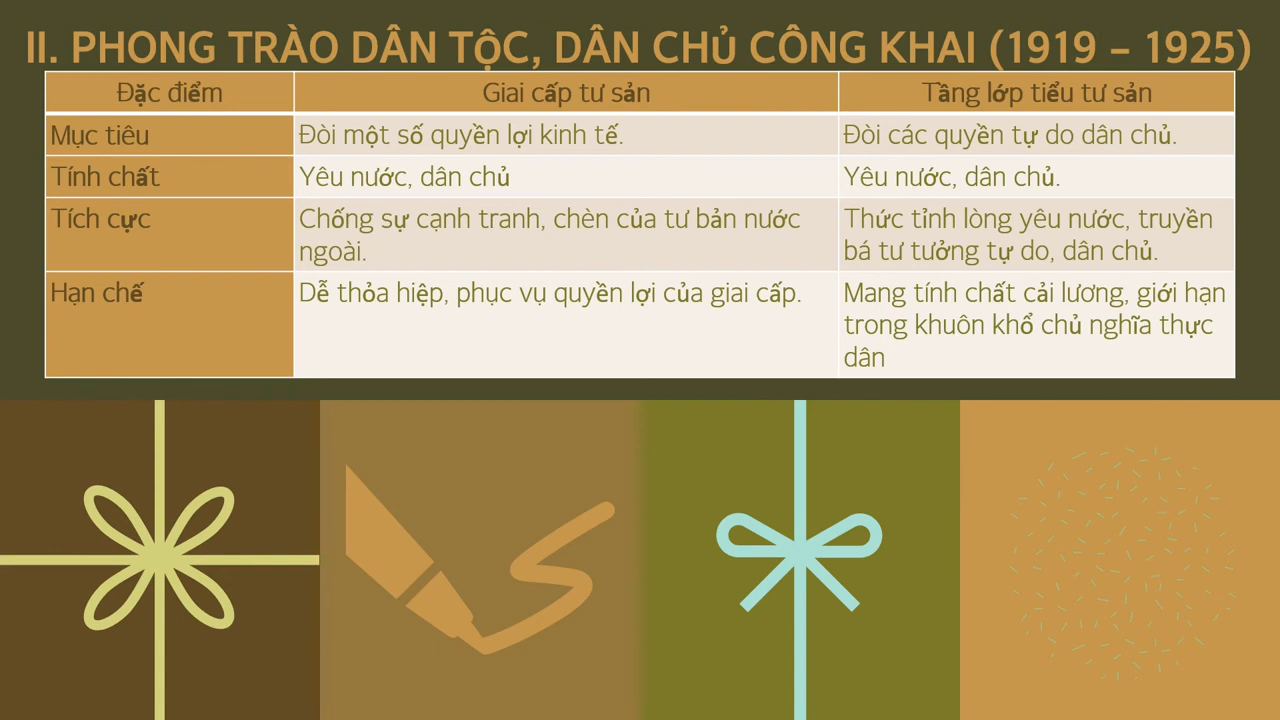 II. PHONG TRÀO DÂN TỘC, DÂN CHỦ CÔNG KHAI (1919 – 1925)
Đặc điểm
Giai cấp tư sản
Tầng lớp tiểu tư sản
Mục tiêu
Đòi một số quyền lợi kinh tế.
Đòi các quyền tự do dân chủ.
Tính chất
Yêu nước, dân chủ
Yêu nước, dân chủ.
Tích cực
Chống sự cạnh tranh, chèn của tư bản nước
ngoài.
Thức tỉnh lòng yêu nước, truyền
bá tư tưởng tự do, dân chủ.
Hạn chế
Dễ thỏa hiệp, phục vụ quyền lợi của giai cấp.
Mang tính chất cải lương, giới hạn
trong khuôn khổ chủ nghĩa thực
dân